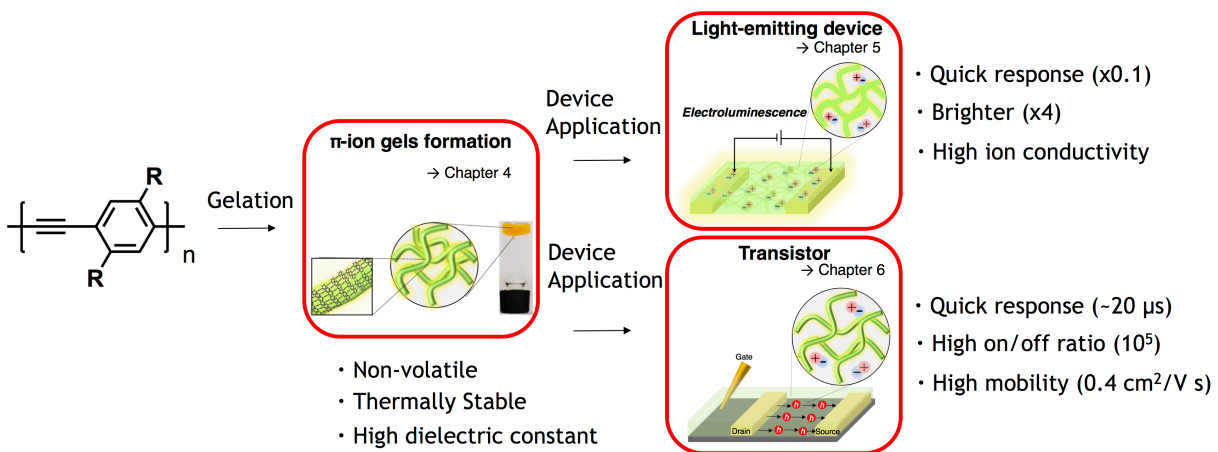 R
R
n
Gelation
π-ion gels formation
→ Chapter 4
・Non-volatile
・Thermally Stable
・High dielectric constant
Device
Application
Device
Application
Light-emitting device
→ Chapter 5
Electroluminescence
・Quick response (x0.1)
・Brighter (x4)
・High ion conductivity
Transistor
→ Chapter 6
Gate
Drain
Source
h
h
h
h
h
h
・Quick response (~20 μs)
・High on/off ratio (10⁵)
・High mobility (0.4 cm²/V s)